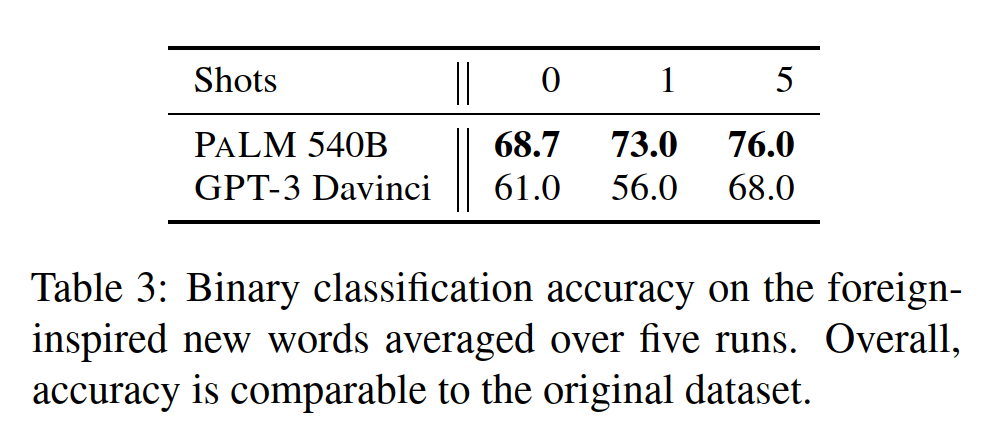 Shots 0 1 5
PALM 540B 68.7 73.0 76.0
GPT-3 Davinci 61.0 56.0 68.0
Table 3: Binary classification accuracy on the foreign-
inspired new words averaged over five runs. Overall,
accuracy is comparable to the original dataset.